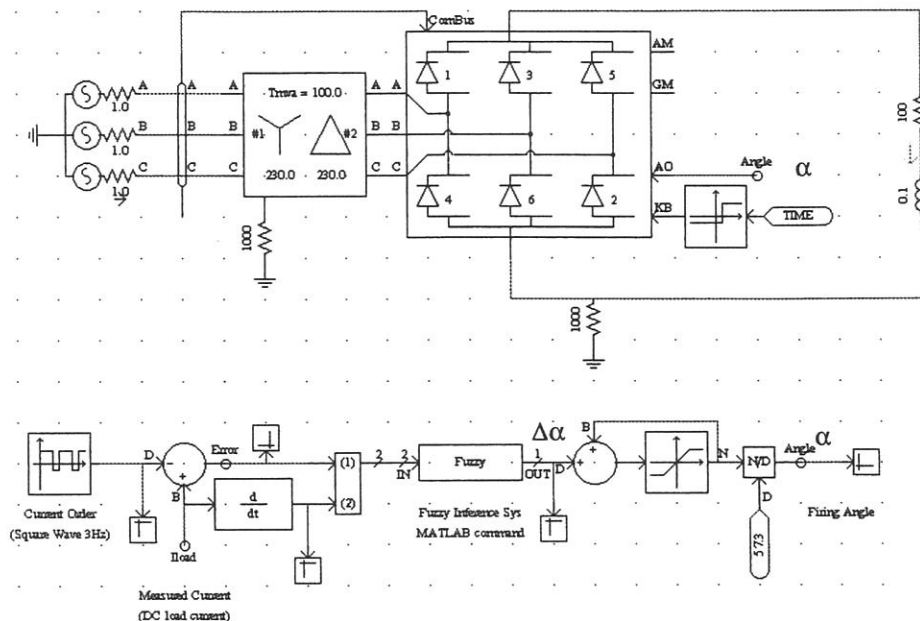 ComBus
AM
1
3
5
GM
A A A A A
1.0
Tmva = 100.0
B B B B B
1.0
#1
#2
C C C C C
1.0
230.0 230.0
4
6
2
AO
Angle
α
KB
TIME
100
0.1
1000
1000
Δα
B
D
-
+
Error
B
d
dt
(1)
(2)
2 2
IN
Fuzzy
1
OUT
D
+
+
N
N/D
Angle
α
D
57.3
Current Order
(Square Wave 3Hz)
Iload
Fuzzy Inference Sys
MATLAB command
Firing Angle
Measured Current
(DC load current)